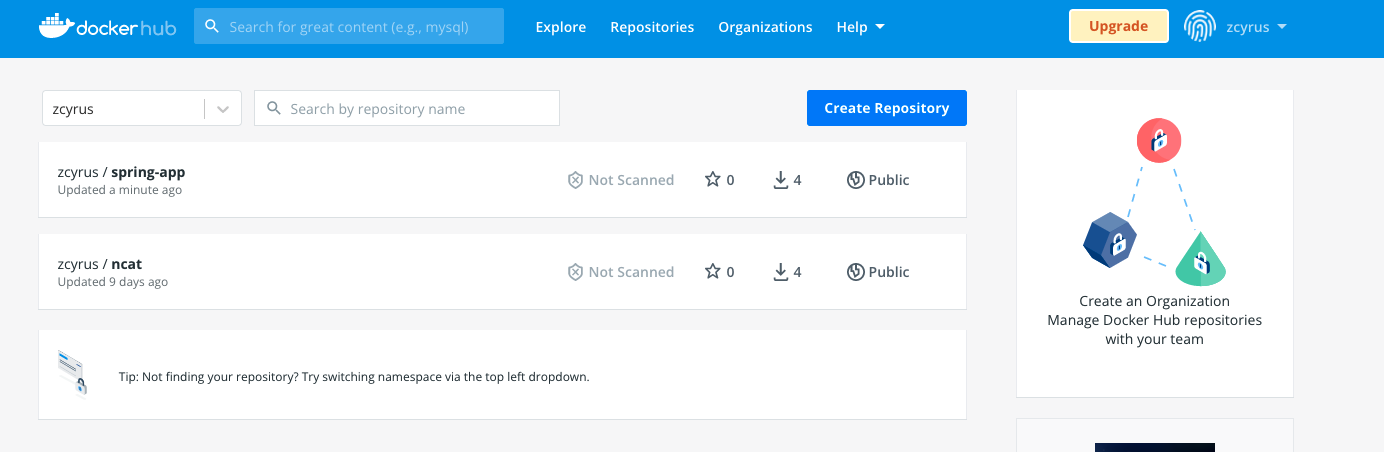 dockerhub
Search for great content (e.g., mysql)
Explore
Repositories
Organizations
Help
Upgrade
zcyrus
zcyrus
Search by repository name
Create Repository
zcyrus / spring-app
Updated a minute ago
Not Scanned
0
4
Public
zcyrus / ncat
Updated 9 days ago
Not Scanned
0
4
Public
Tip: Not finding your repository? Try switching namespace via the top left dropdown.
Create an Organization
Manage Docker Hub repositories
with your team